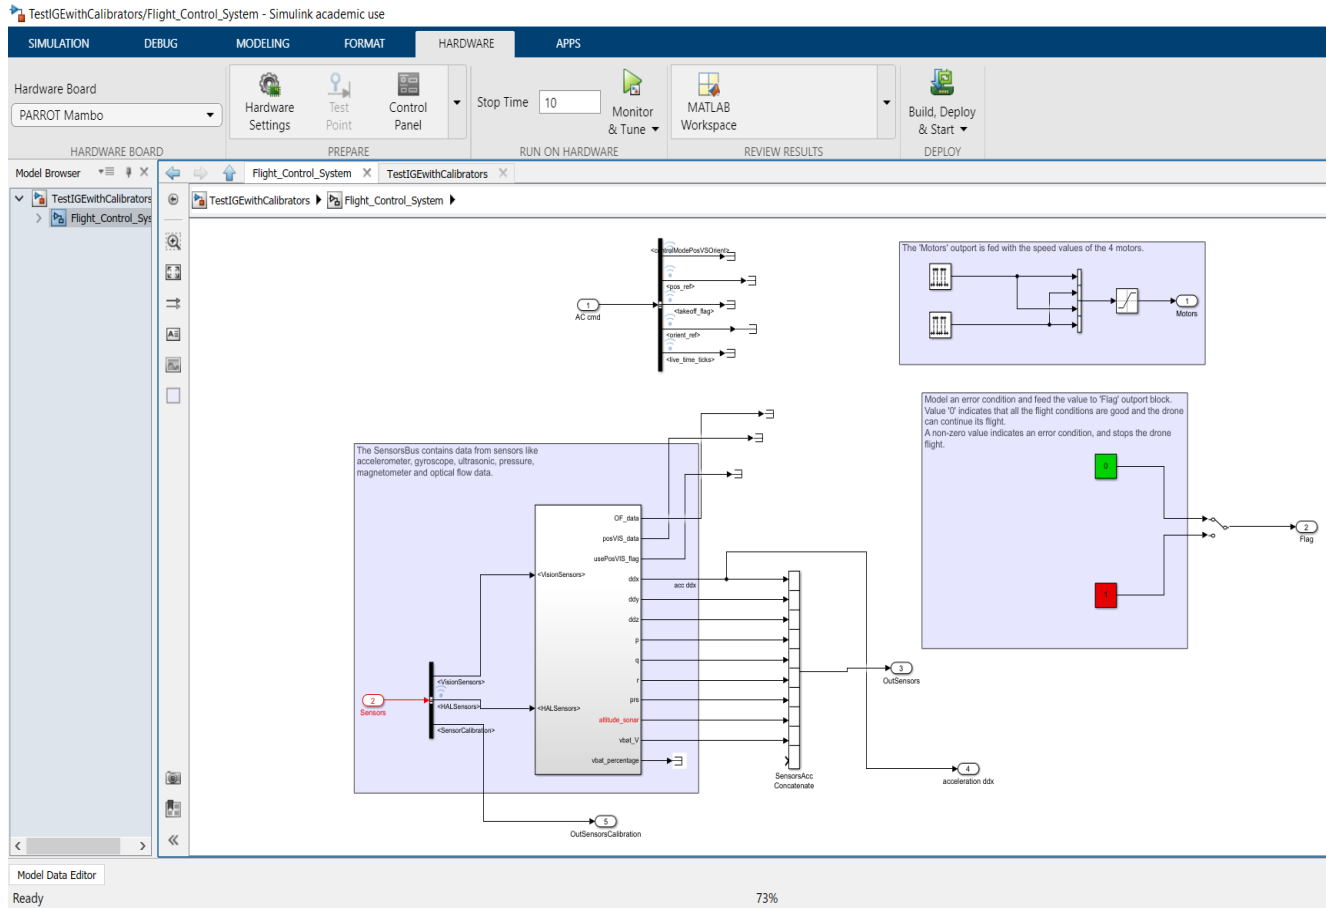 TestIGEwithCalibrators/Flight_Control_System - Simulink academic use
SIMULATION DEBUG MODELING FORMAT HARDWARE APPS
Hardware Board
PARROT Mambo
HARDWARE BOARD
Hardware
Settings
Test
Point
Control
Panel
PREPARE
Stop Time 10
Monitor
& Tune
RUN ON HARDWARE
MATLAB
Workspace
REVIEW RESULTS
Build, Deploy
& Start
DEPLOY
Model Browser
TestIGEwithCalibrators
Flight_Control_Sys
Flight_Control_System
TestIGEwithCalibrators
TestIGEwithCalibrators
Flight_Control_System
1
AC cmd
<pos_ref>
<takeoff_flag>
<orient_ref>
<live_time_ticks>
The 'Motors' outport is fed with the speed values of the 4 motors.
1
Motors
Model an error condition and feed the value to 'Flag' outport block.
Value '0' indicates that all the flight conditions are good and the drone
can continue its flight.
A non-zero value indicates an error condition, and stops the drone
flight.
0
1
2
Flag
The SensorsBus contains data from sensors like
accelerometer, gyroscope, ultrasonic, pressure,
magnetometer and optical flow data.
2
Sensors
<VisionSensors>
<HALSensors>
<SensorCalibration>
<VisionSensors>
<HALSensors>
OF_data
posVIS_data
usePosVIS_flag
ddx
ddy
ddz
p
q
r
prs
altitude_sonar
vbat_V
vbat_percentage
acc ddx
SensorsAcc
Concatenate
3
OutSensors
4
acceleration ddx
5
OutSensorsCalibration
Model Data Editor
Ready
73%